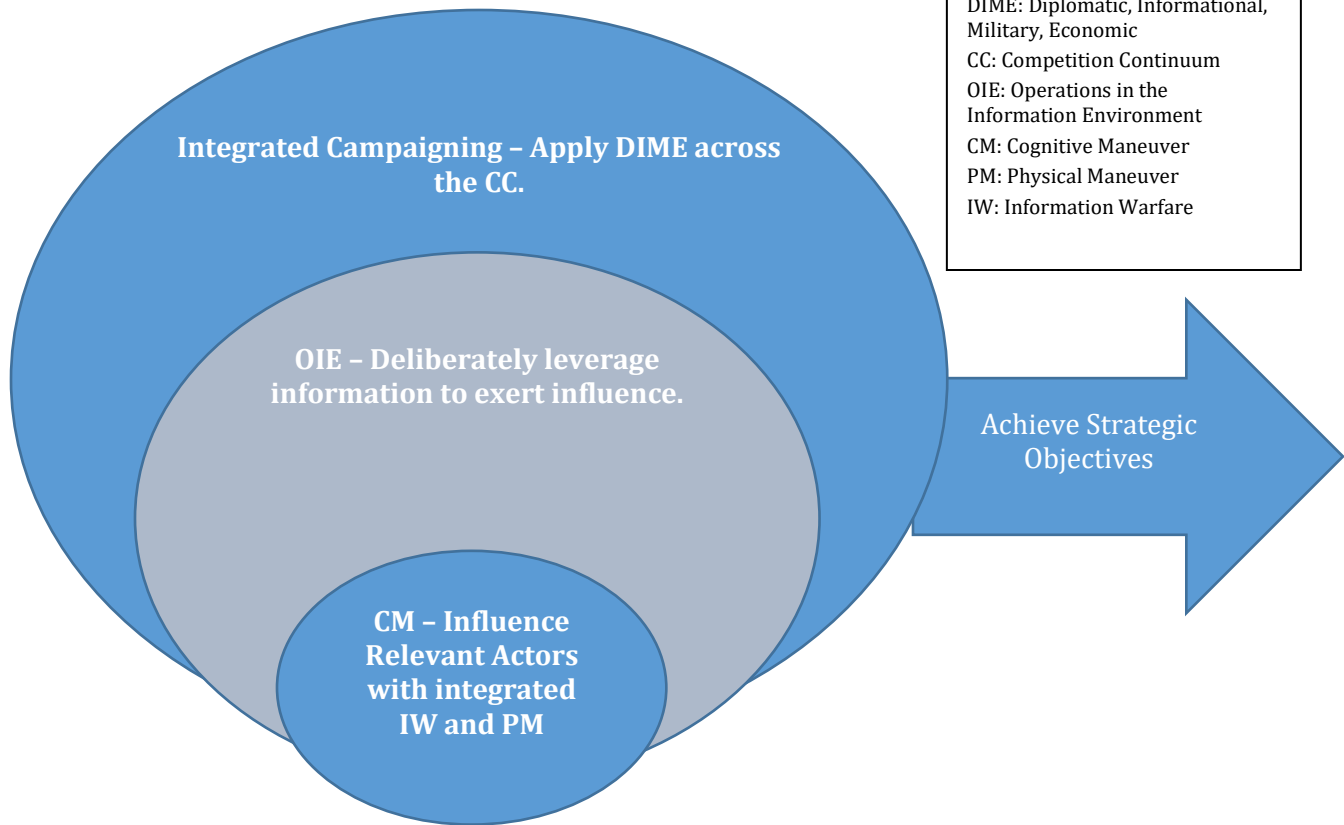 DIME: Diplomatic, Informational,
Military, Economic
CC: Competition Continuum
OIE: Operations in the
Information Environment
CM: Cognitive Maneuver
PM: Physical Maneuver
IW: Information Warfare
Integrated Campaigning – Apply DIME across
the CC.
OIE – Deliberately leverage
information to exert influence.
Achieve Strategic
Objectives
CM – Influence
Relevant Actors
with integrated
IW and PM